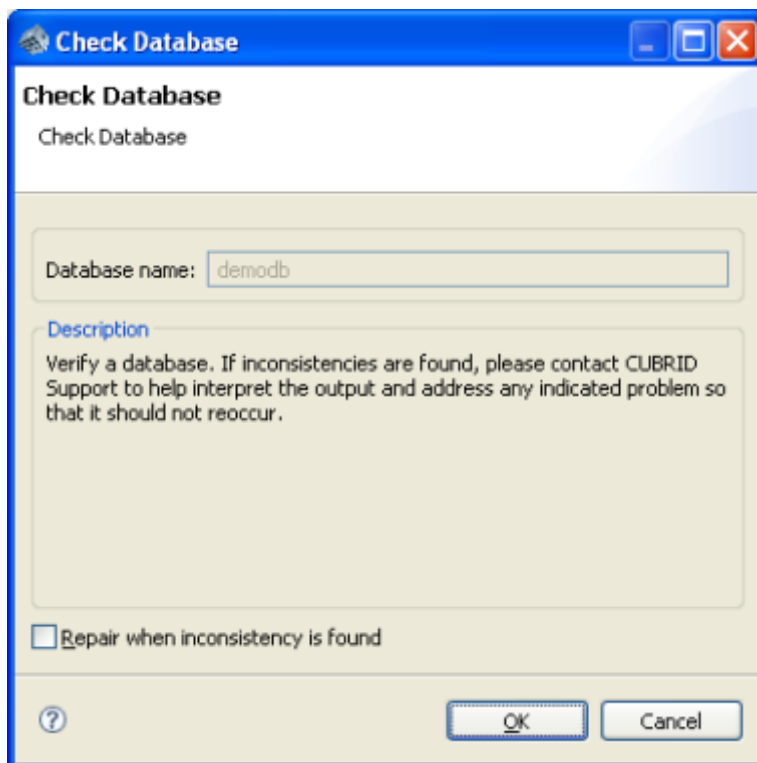 Check Database
Check Database
Check Database
Database name: demodb
Description
Verify a database. If inconsistencies are found, please contact CUBRID
Support to help interpret the output and address any indicated problem so
that it should not reoccur.
Repair when inconsistency is found
? OK Cancel